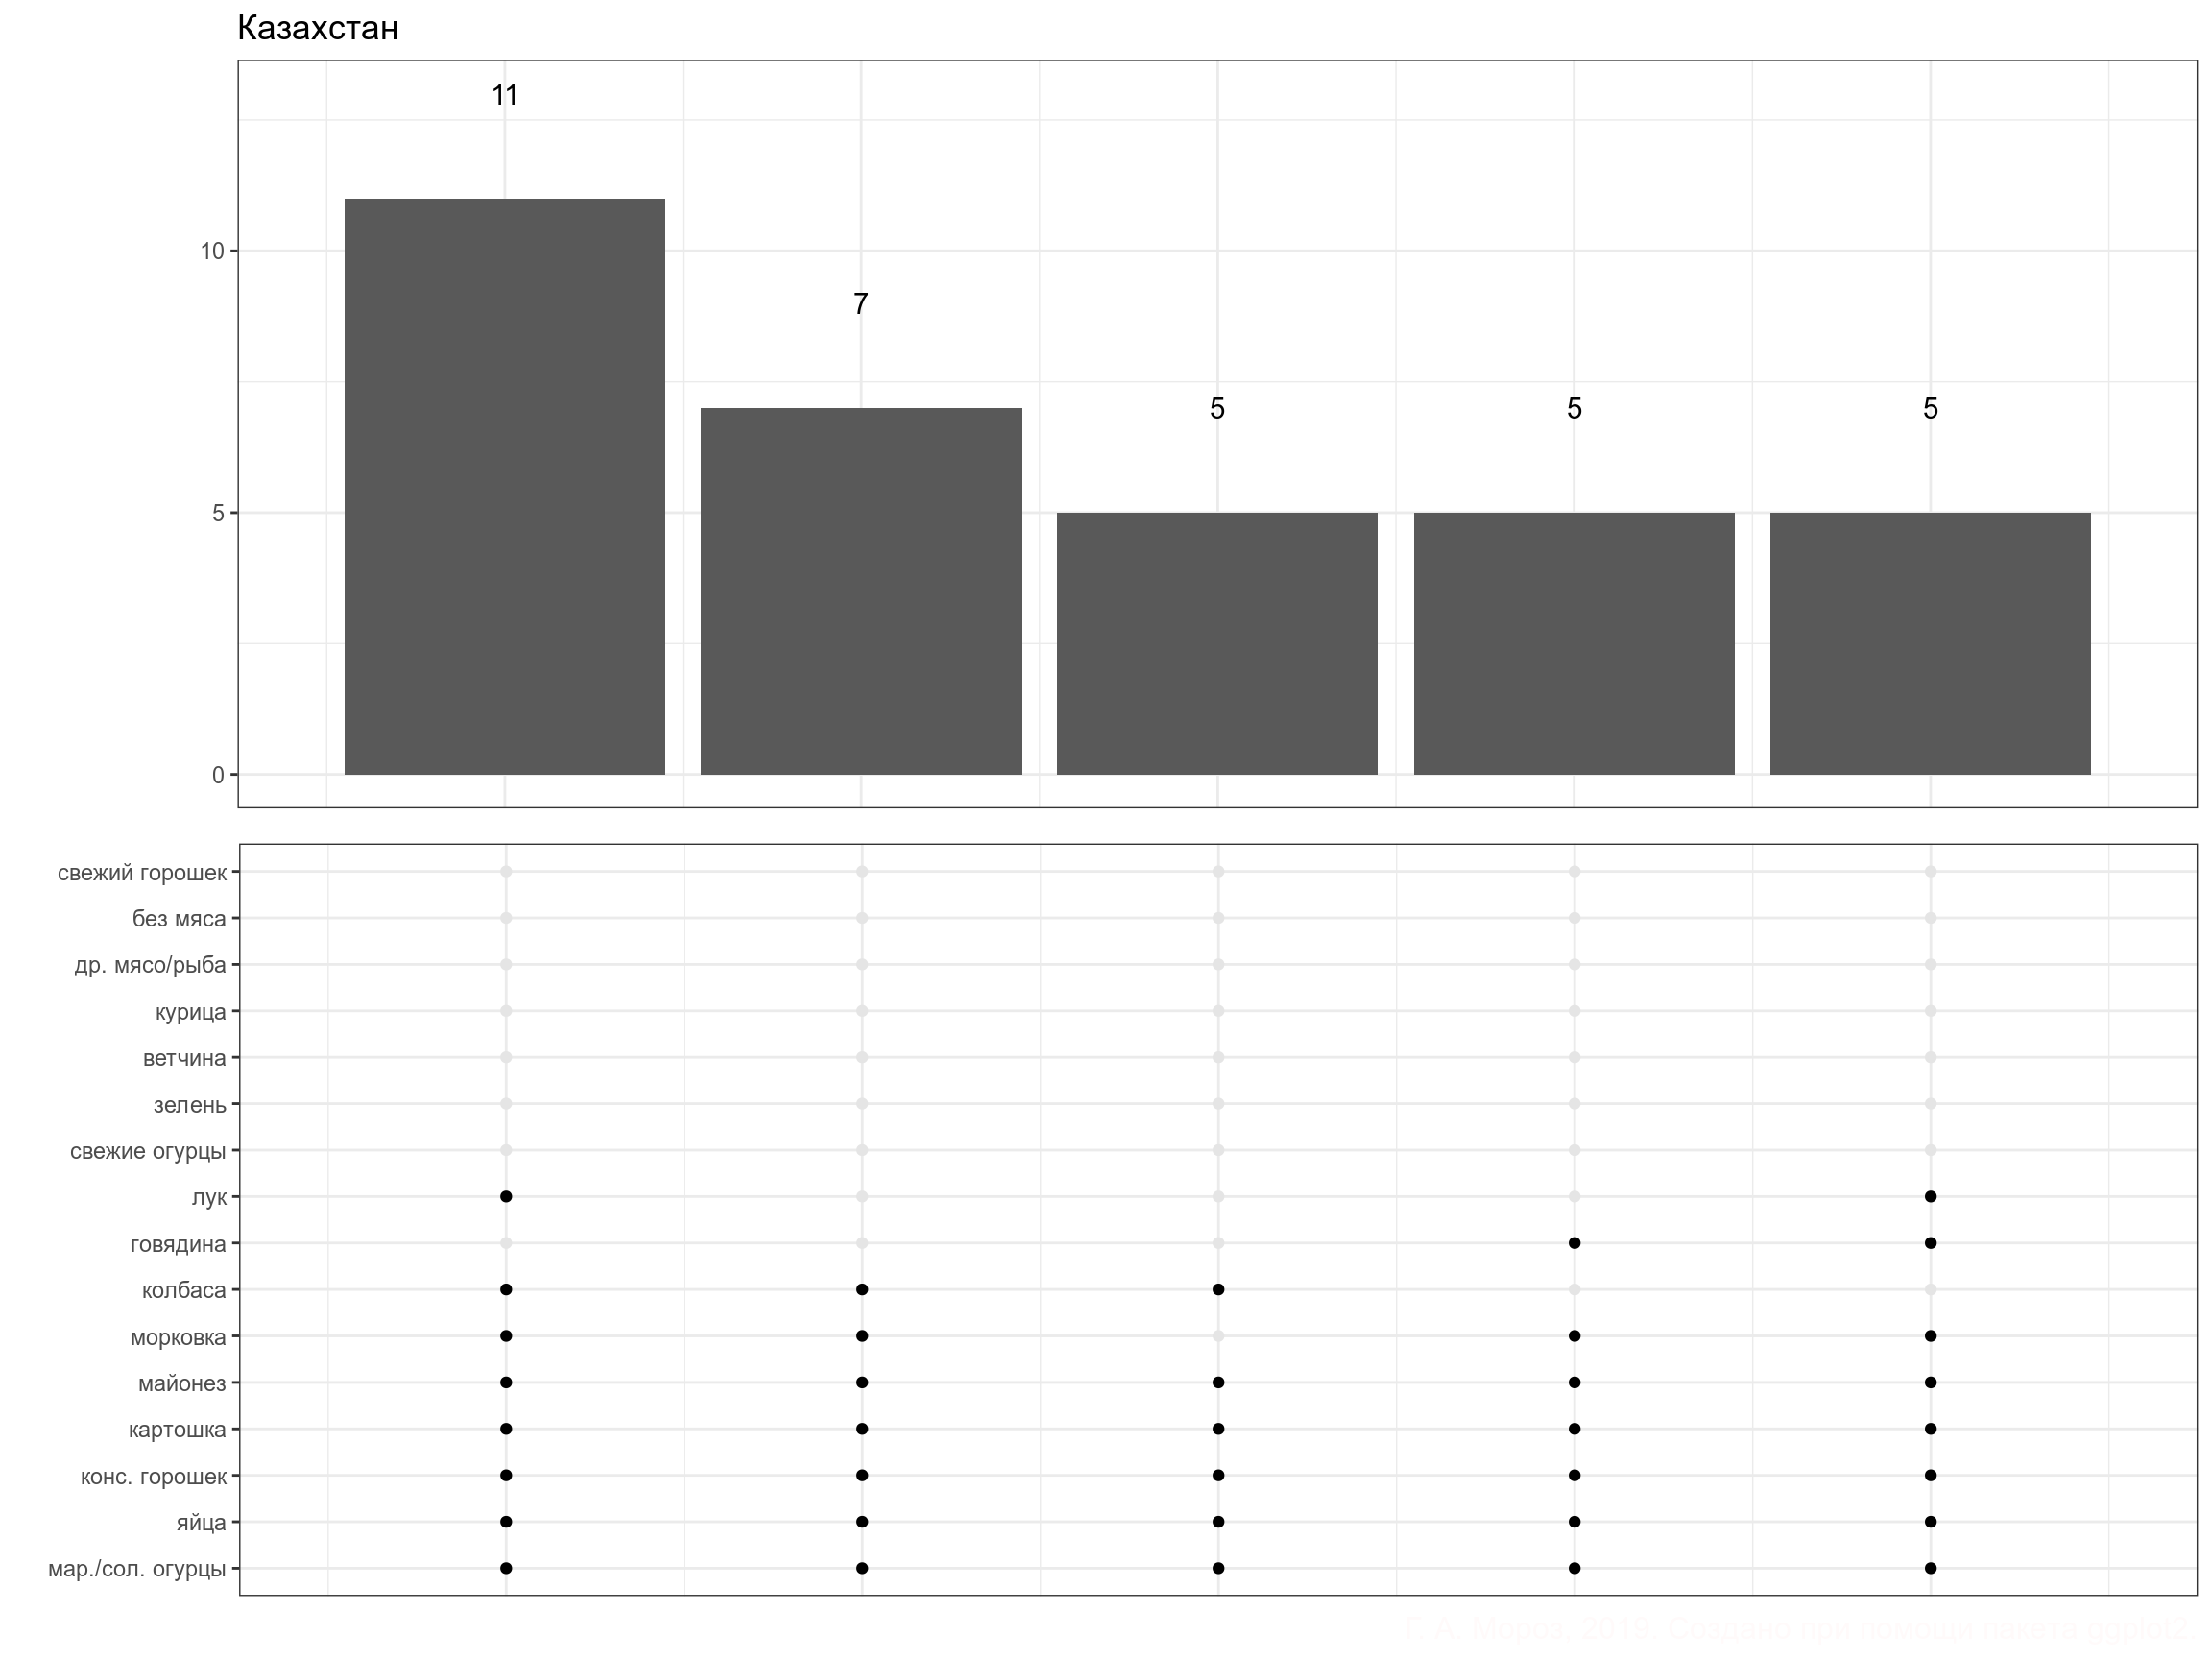 Казахстан
11
7
5
5
5
10
5
0
свежий горошек
без мяса
др. мясо/рыба
курица
ветчина
зелень
свежие огурцы
лук
говядина
колбаса
морковка
майонез
картошка
конс. горошек
яйца
мар./сол. огурцы
Г. А. Мороз, 2019. Создано при помощи пакета ggplot2.